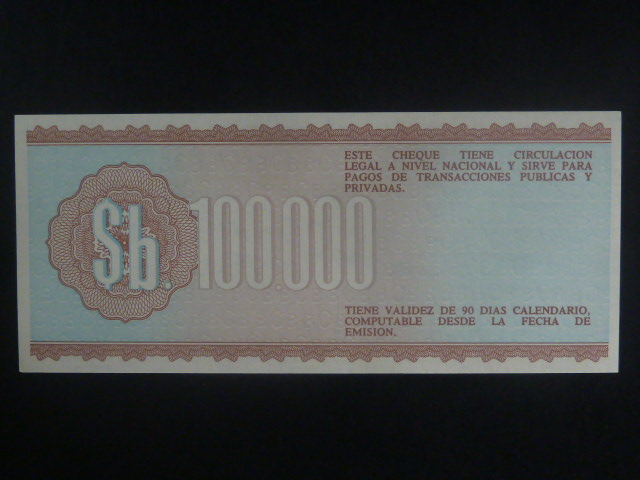 ESTE CHEQUE TIENE CIRCULACION
LEGAL A NIVEL NACIONAL Y SIRVE PARA
PAGOS DE TRANSACCIONES PUBLICAS Y
PRIVADAS.
$b. 100.000
TIENE VALIDEZ DE 90 DIAS CALENDARIO,
COMPUTABLE DESDE LA FECHA DE
EMISION.